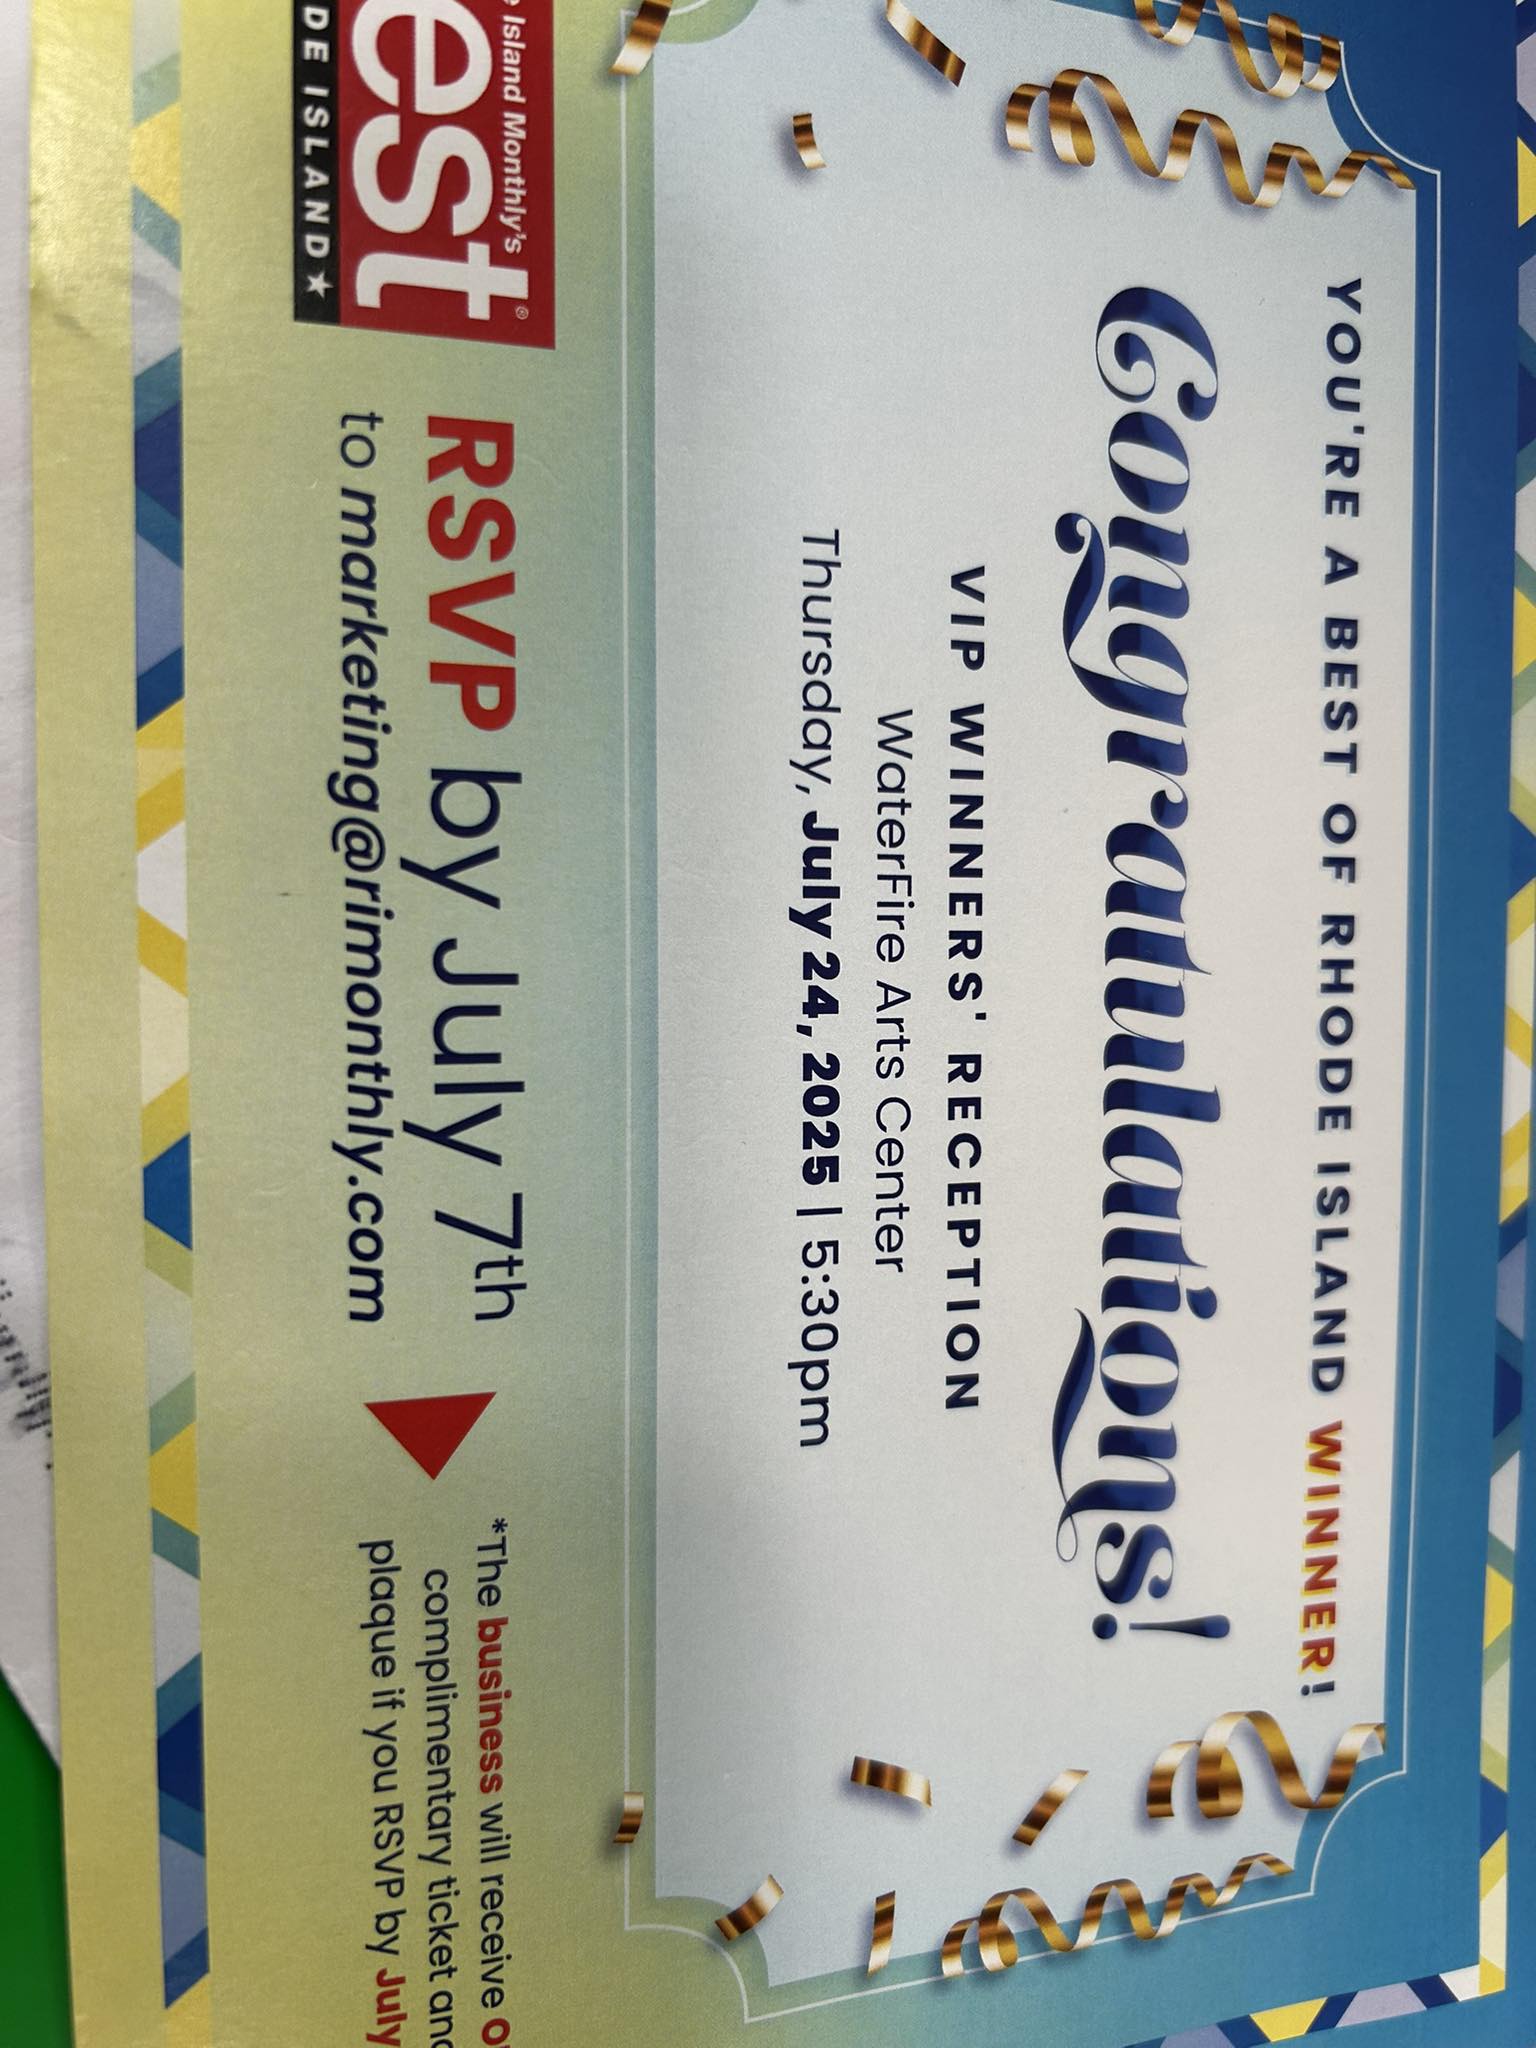 YOU'RE A BEST OF RHODE ISLAND WINNER!
Congratulations!
VIP WINNERS' RECEPTION
WaterFire Arts Center
Thursday, July 24, 2025 | 5:30pm
Island Monthly's
est®
DE ISLAND★
RSVP by July 7th
to marketing@rimonthly.com
*The business will receive
complimentary ticket
plaque if you RSVP by July